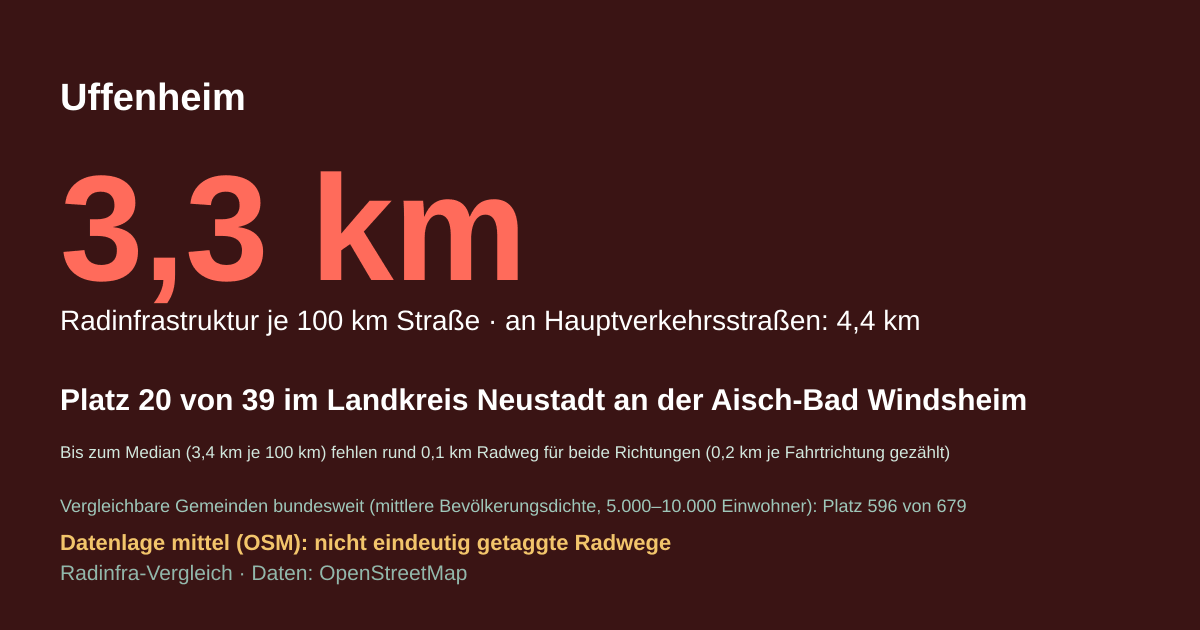 Uffenheim
3,3 km
Radinfrastruktur je 100 km Straße · an Hauptverkehrsstraßen: 4,4 km
Platz 20 von 39 im Landkreis Neustadt an der Aisch-Bad Windsheim
Bis zum Median (3,4 km je 100 km) fehlen rund 0,1 km Radweg für beide Richtungen (0,2 km je Fahrtrichtung gezählt)
Vergleichbare Gemeinden bundesweit (mittlere Bevölkerungsdichte, 5.000–10.000 Einwohner): Platz 596 von 679
Datenlage mittel (OSM): nicht eindeutig getaggte Radwege
Radinfra-Vergleich · Daten: OpenStreetMap